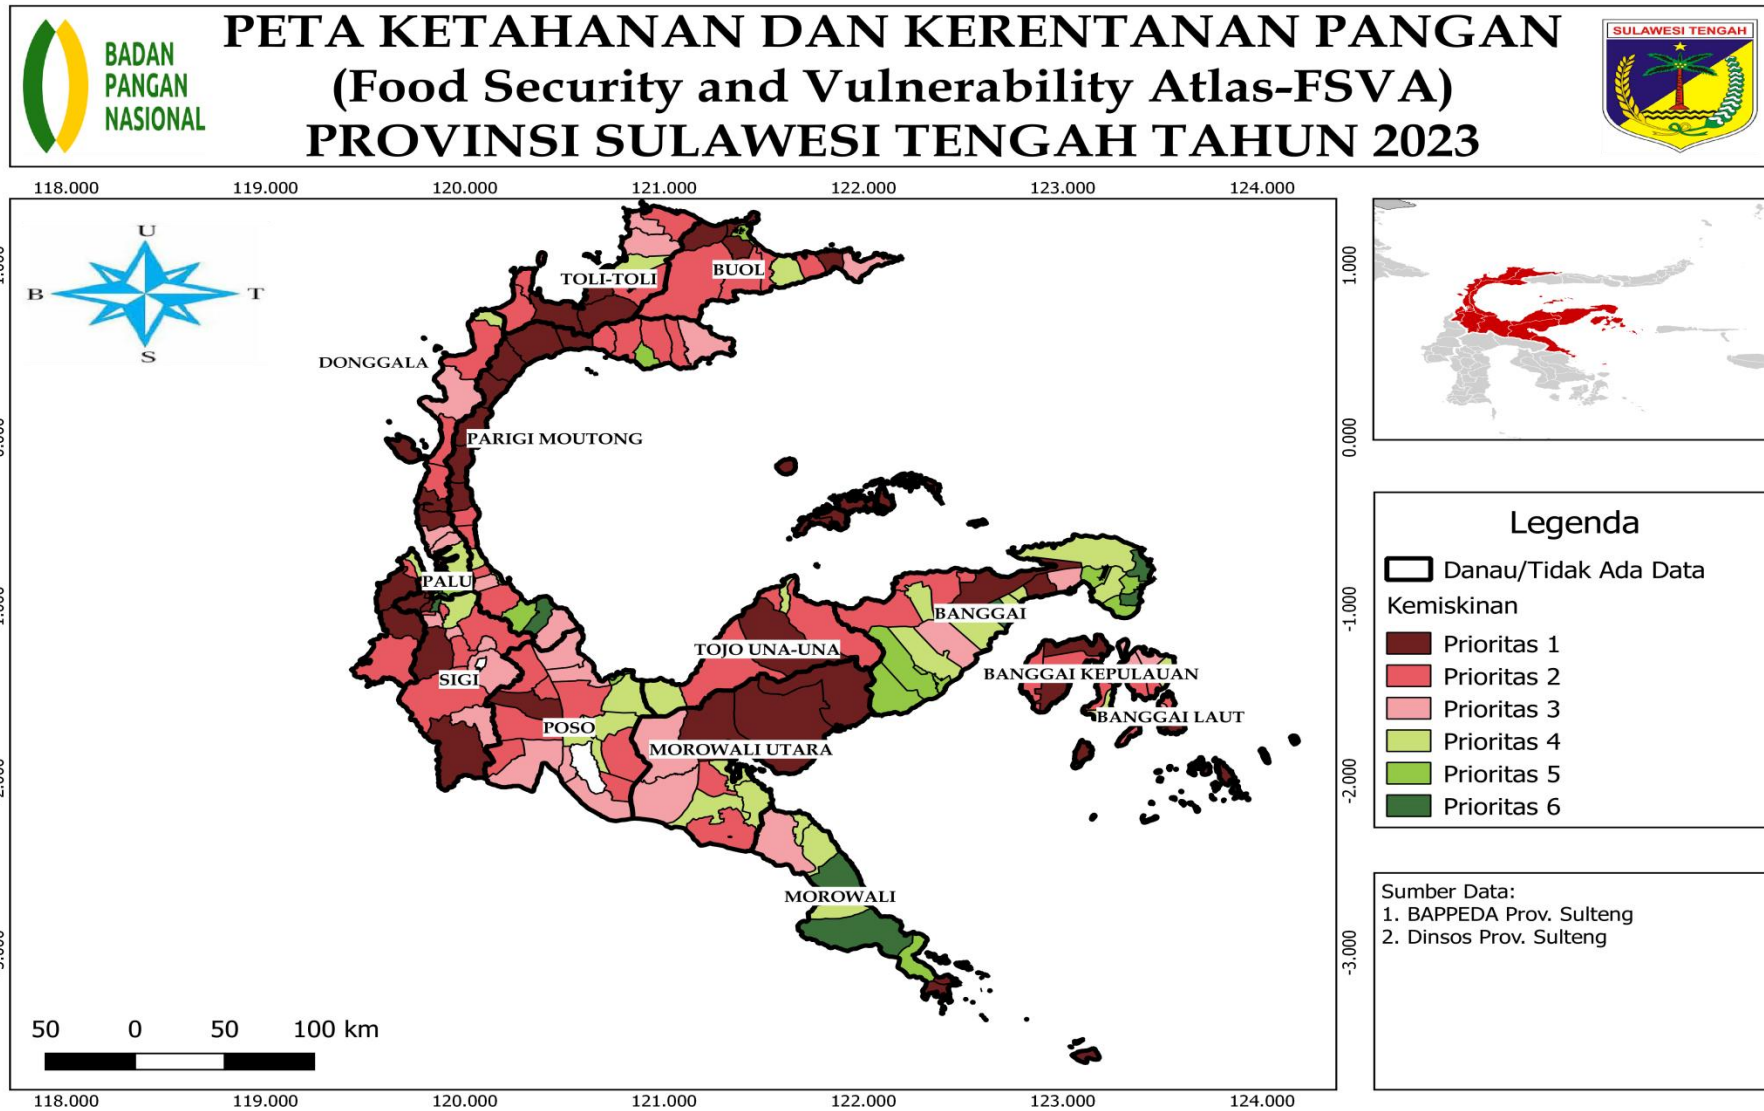 BADAN
PANGAN
NASIONAL
PETA KETAHANAN DAN KERENTANAN PANGAN
(Food Security and Vulnerability Atlas-FSVA)
PROVINSI SULAWESI TENGAH TAHUN 2023
SULAWESI TENGAH
118.000 119.000 120.000 121.000 122.000 123.000 124.000
U
B T
S
1.000
0.000
-1.000
-2.000
-3.000
TOLI-TOLI
BUOL
DONGGALA
PARIGI MOUTONG
PALU
BANGGAI
TOJO UNA-UNA
SIGI
BANGGAI KEPULAUAN
BANGGAI LAUT
POSO
MOROWALI UTARA
MOROWALI
50 0 50 100 km
118.000 119.000 120.000 121.000 122.000 123.000 124.000
Legenda
Danau/Tidak Ada Data
Kemiskinan
Prioritas 1
Prioritas 2
Prioritas 3
Prioritas 4
Prioritas 5
Prioritas 6
Sumber Data:
1. BAPPEDA Prov. Sulteng
2. Dinsos Prov. Sulteng